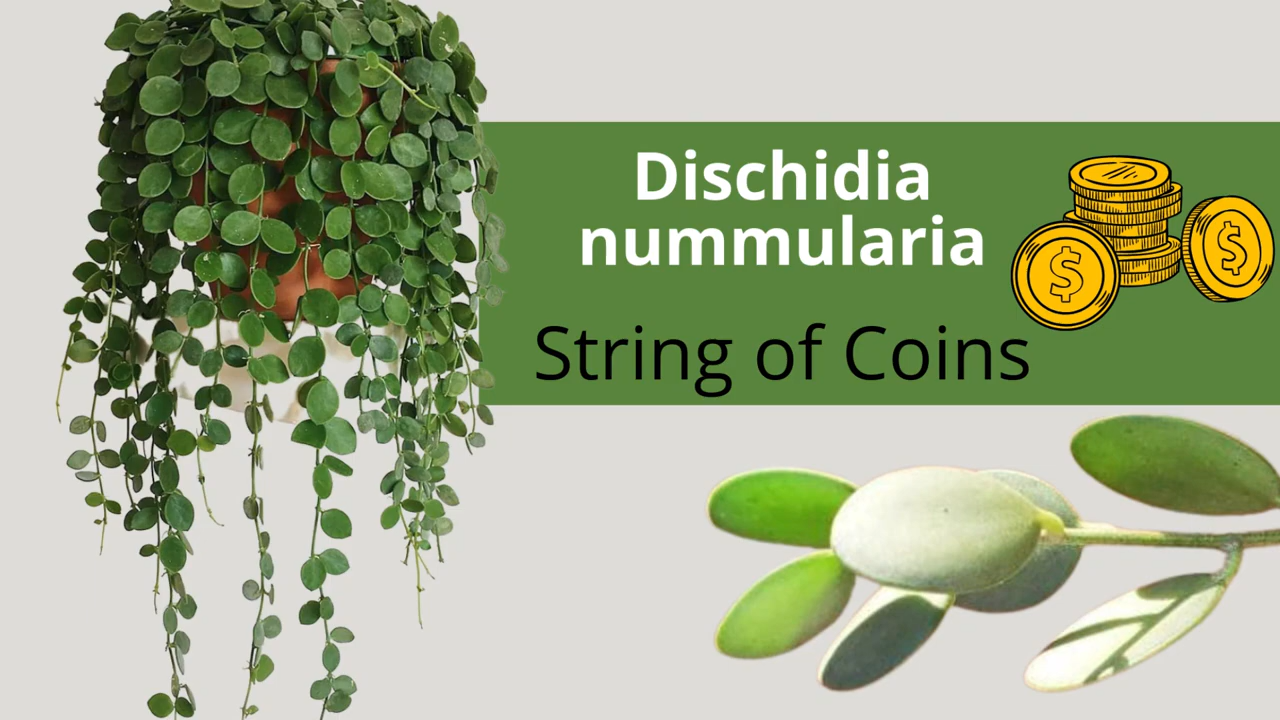 Dischidia
nummularia
$
$
String of Coins